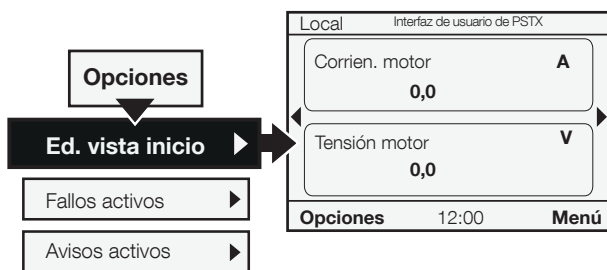 Opciones
Ed. vista inicio
Fallos activos
Avisos activos
Local Interfaz de usuario de PSTX
Corrien. motor A
0,0
Tensión motor V
0,0
Opciones 12:00 Menú